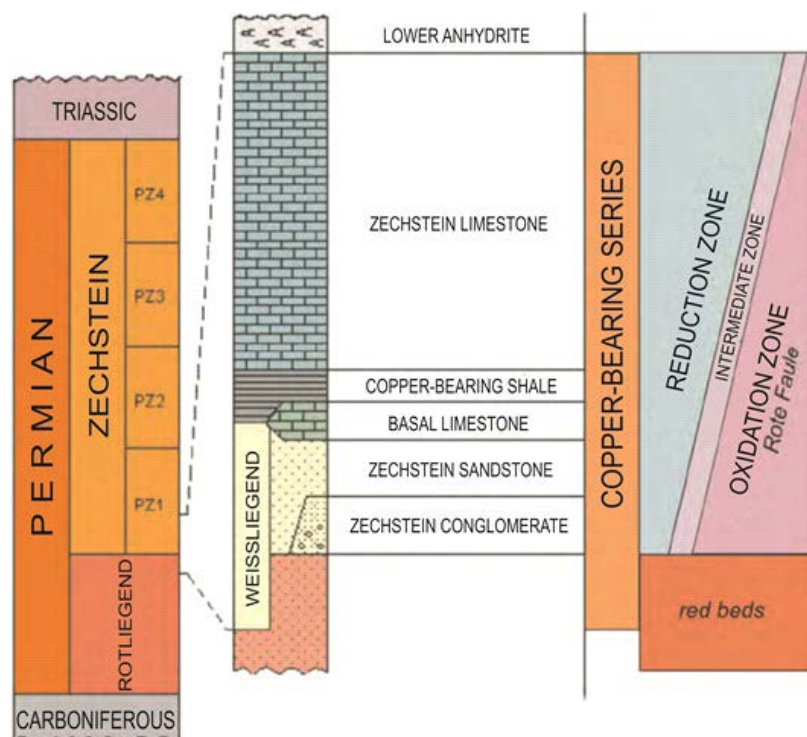 TRIASSIC
PERMIAN
ZECHSTEIN
PZ4
PZ3
PZ2
PZ1
ROTLIEGEND
CARBONIFEROUS
A A A A A A
WEISSLIEGEND
LOWER ANHYDRITE
ZECHSTEIN LIMESTONE
COPPER-BEARING SHALE
BASAL LIMESTONE
ZECHSTEIN SANDSTONE
ZECHSTEIN CONGLOMERATE
COPPER-BEARING SERIES
REDUCTION ZONE
INTERMEDIATE ZONE
OXIDATION ZONE
Rote Faule
red beds